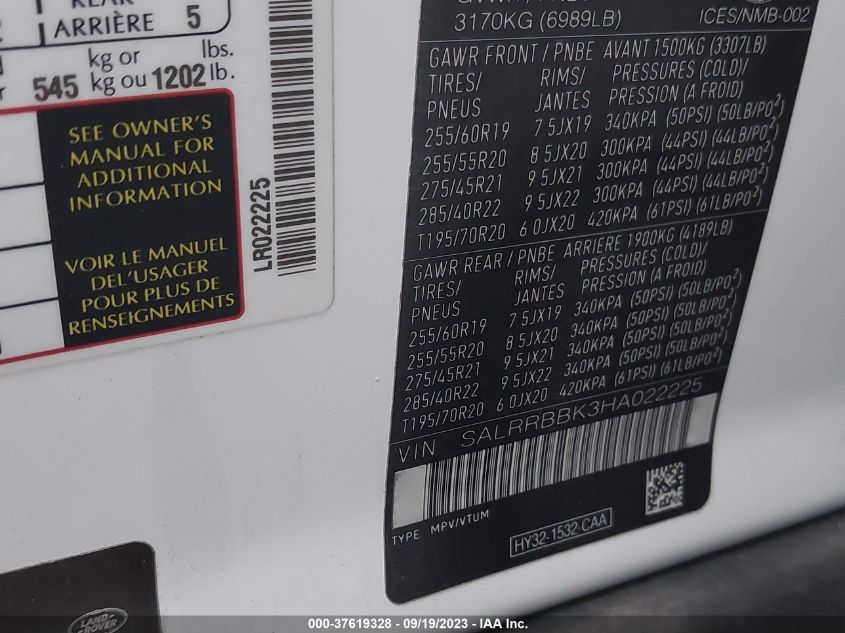 ARRIÈRE 5
kg or lbs.
545 kg ou 1202 lb.
SEE OWNER'S
MANUAL FOR
ADDITIONAL
INFORMATION
VOIR LE MANUEL
DEL'USAGER
POUR PLUS DE
RENSEIGNEMENTS
LR022225
3170KG (6989LB)
ICES/NMB-002
GAWR FRONT / PNBE AVANT 1500KG (3307LB)
TIRES/ RIMS/ PRESSURES (COLD)/
PNEUS JANTES PRESSION (A FROID)
255/60R19 7 5JX19 340KPA (50PSI) (50LB/PO²)
255/55R20 8 5JX20 300KPA (44PSI) (44LB/PO²)
275/45R21 9 5JX21 300KPA (44PSI) (44LB/PO²)
285/40R22 9 5JX22 300KPA (44PSI) (44LB/PO²)
T195/70R20 6 0JX20 420KPA (61PSI) (61LB/PO²)
GAWR REAR / PNBE ARRIERE 1900KG (4189LB)
TIRES/ RIMS/ PRESSURES (COLD)/
PNEUS JANTES PRESSION (A FROID)
255/60R19 7 5JX19 340KPA (50PSI) (50LB/PO²)
255/55R20 8 5JX20 340KPA (50PSI) (50LB/PO²)
275/45R21 9 5JX21 340KPA (50PSI) (50LB/PO²)
285/40R22 9 5JX22 340KPA (50PSI) (50LB/PO²)
T195/70R20 6 0JX20 420KPA (61PSI) (61LB/PO²)
VIN SALRRBBK3HA022225
TYPE MPV/VTUM
HY32-1532-CAA
LAND-ROVER
000-37619328 - 09/19/2023 - IAA, Inc.